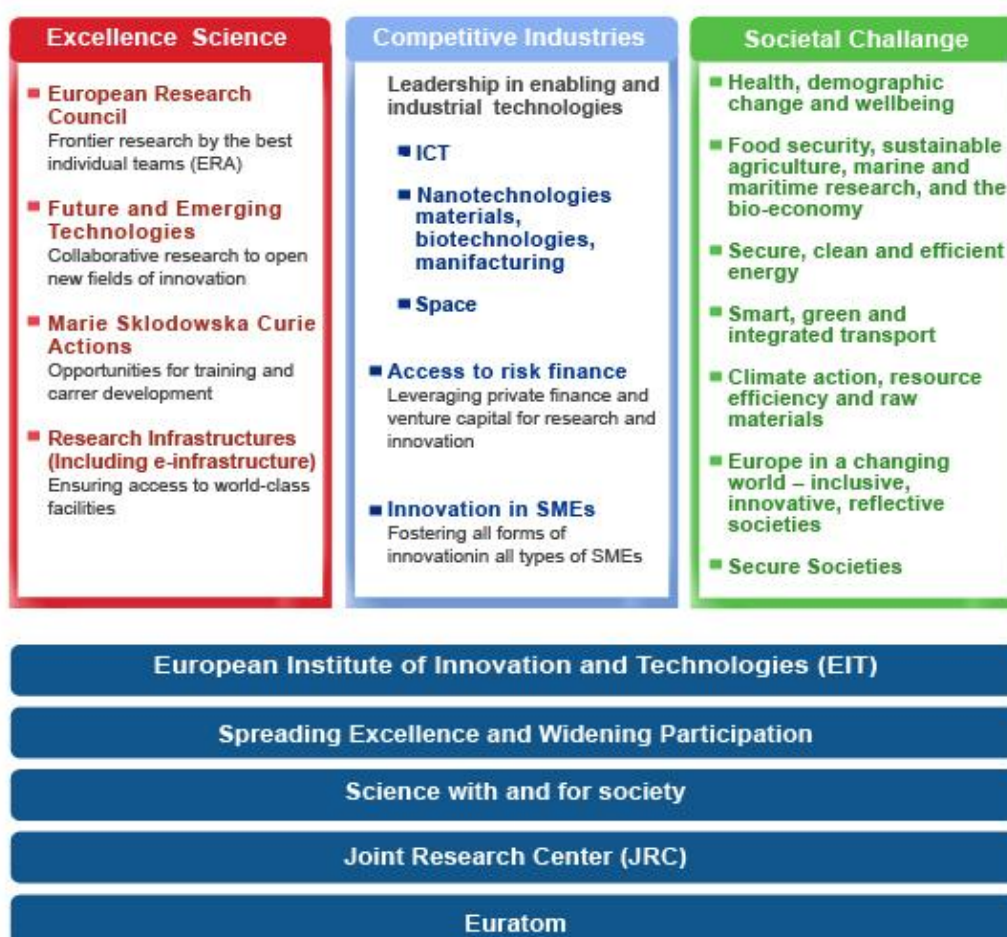 Excellence Science
European Research
Council
Frontier research by the best
individual teams (ERA)
Future and Emerging
Technologies
Collaborative research to open
new fields of innovation
Marie Sklodowska Curie
Actions
Opportunities for training and
carrer development
Research Infrastructures
(Including e-infrastructure)
Ensuring access to world-class
facilities
Competitive Industries
Leadership in enabling and
industrial technologies
ICT
Nanotechnologies
materials,
biotechnologies,
manifacturing
Space
Access to risk finance
Leveraging private finance and
venture capital for research and
innovation
Innovation in SMEs
Fostering all forms of
innovationin all types of SMEs
Societal Challange
Health, demographic
change and wellbeing
Food security, sustainable
agriculture, marine and
maritime research, and the
bio-economy
Secure, clean and efficient
energy
Smart, green and
integrated transport
Climate action, resource
efficiency and raw
materials
Europe in a changing
world – inclusive,
innovative, reflective
societies
Secure Societies
European Institute of Innovation and Technologies (EIT)
Spreading Excellence and Widening Participation
Science with and for society
Joint Research Center (JRC)
Euratom